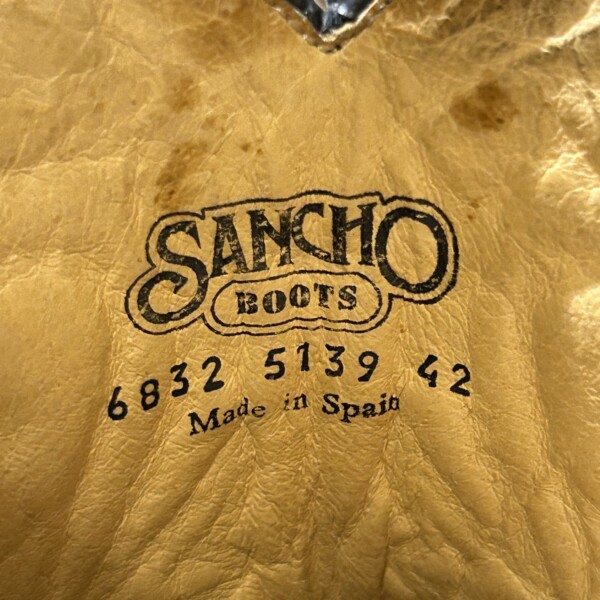 SANCHO
BOOTS
6832 5139 42
Made in Spain